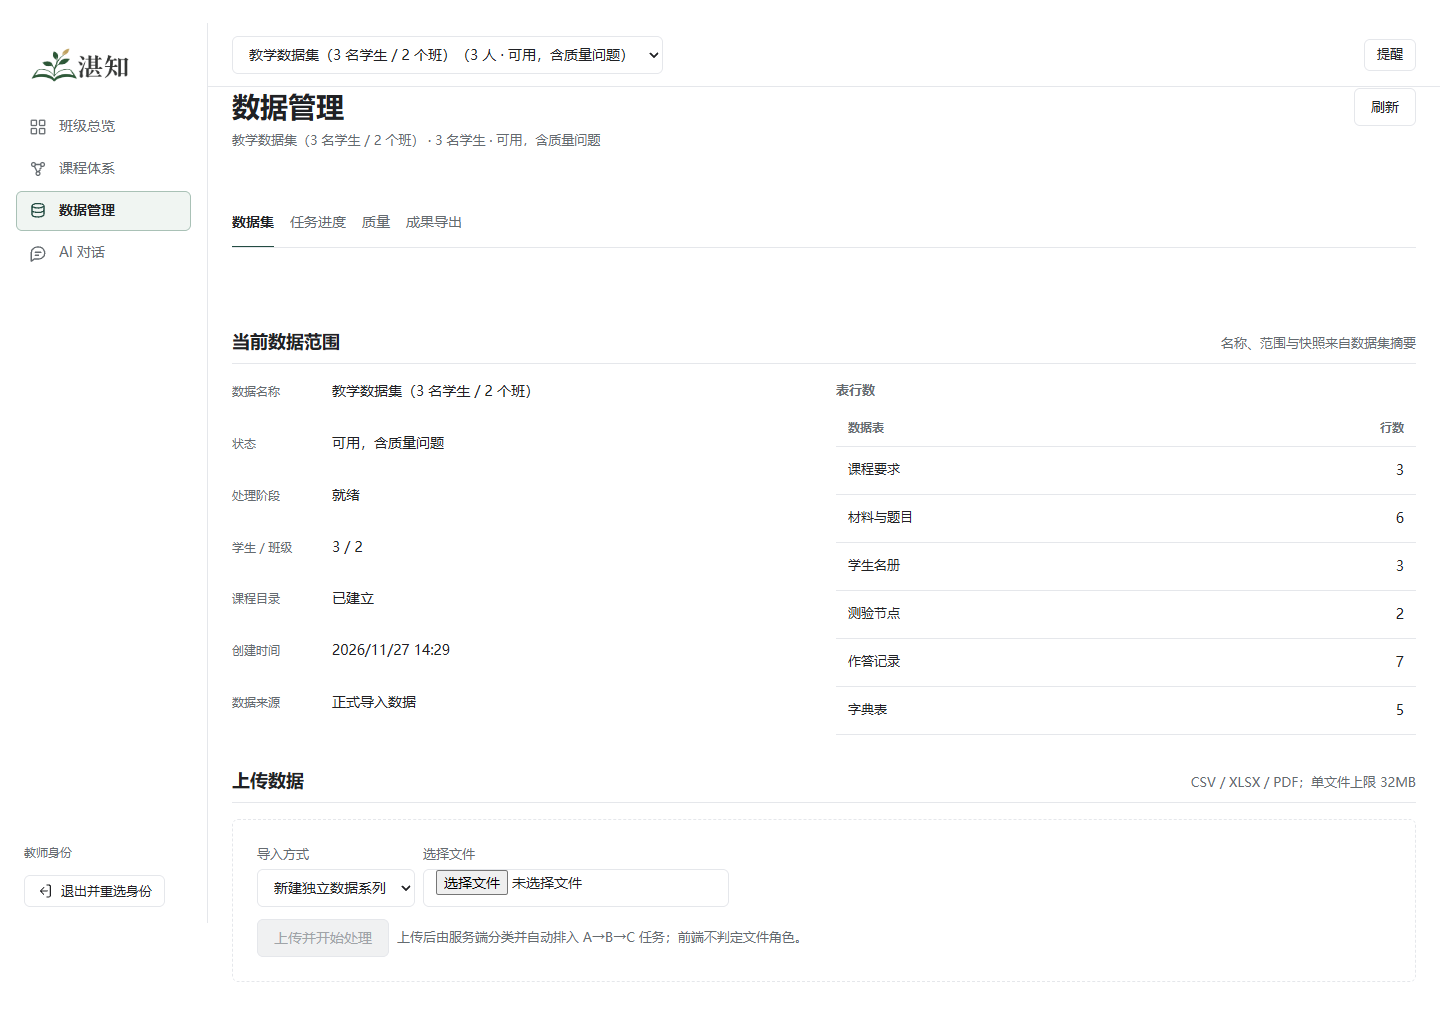 湛知
班级总览
课程体系
数据管理
AI 对话
教师身份
退出并重选身份
教学数据集（3 名学生 / 2 个班）（3 人 · 可用，含质量问题）
提醒
数据管理
刷新
教学数据集（3 名学生 / 2 个班） · 3 名学生 · 可用，含质量问题
数据集 任务进度 质量 成果导出
当前数据范围
名称、范围与快照来自数据集摘要
数据名称 教学数据集（3 名学生 / 2 个班）
状态 可用，含质量问题
处理阶段 就绪
学生 / 班级 3 / 2
课程目录 已建立
创建时间 2026/11/27 14:29
数据来源 正式导入数据
表行数
数据表 行数
课程要求 3
材料与题目 6
学生名册 3
测验节点 2
作答记录 7
字典表 5
上传数据
CSV / XLSX / PDF；单文件上限 32MB
导入方式 选择文件
新建独立数据系列 选择文件 未选择文件
上传并开始处理 上传后由服务端分类并自动排入 A→B→C 任务；前端不判定文件角色。